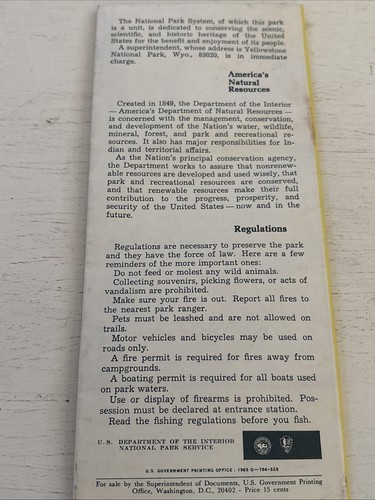 The National Park System, of which this park
is a unit, is dedicated to conserving the scenic,
scientific, and historic heritage of the United
States for the benefit and enjoyment of its people.
A superintendent, whose address is Yellowstone
National Park, Wyo., 83020, is in immediate
charge.
America's
Natural
Resources
Created in 1849, the Department of the Interior
— America's Department of Natural Resources —
is concerned with the management, conservation,
and development of the Nation's water, wildlife,
mineral, forest, and park and recreational re-
sources. It also has major responsibilities for In-
dian and territorial affairs.
As the Nation's principal conservation agency,
the Department works to assure that nonrenew-
able resources are developed and used wisely, that
park and recreational resources are conserved,
and that renewable resources make their full
contribution to the progress, prosperity, and
security of the United States — now and in the
future.
Regulations
Regulations are necessary to preserve the park
and they have the force of law. Here are a few
reminders of the more important ones:
Do not feed or molest any wild animals.
Collecting souvenirs, picking flowers, or acts of
vandalism are prohibited.
Make sure your fire is out. Report all fires to
the nearest park ranger.
Pets must be leashed and are not allowed on
trails.
Motor vehicles and bicycles may be used on
roads only.
A fire permit is required for fires away from
campgrounds.
A boating permit is required for all boats used
on park waters.
Use or display of firearms is prohibited. Pos-
session must be declared at entrance station.
Read the fishing regulations before you fish.
U. S. DEPARTMENT OF THE INTERIOR
NATIONAL PARK SERVICE
U.S. GOVERNMENT PRINTING OFFICE : 1965 O—784-528
For sale by the Superintendent of Documents, U.S. Government Printing
Office, Washington, D.C., 20402 - Price 15 cents